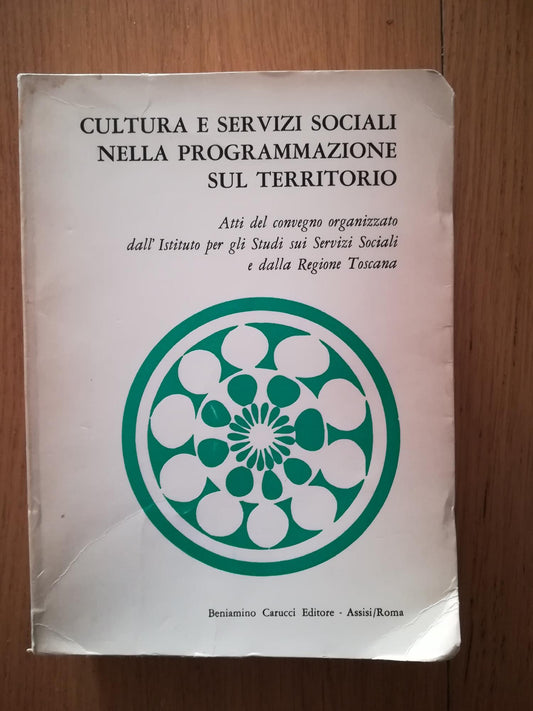 CULTURA E SERVIZI SOCIALI
NELLA PROGRAMMAZIONE
SUL TERRITORIO
Atti del convegno organizzato
dall'Istituto per gli Studi sui Servizi Sociali
e dalla Regione Toscana
Beniamino Carucci Editore - Assisi/Roma